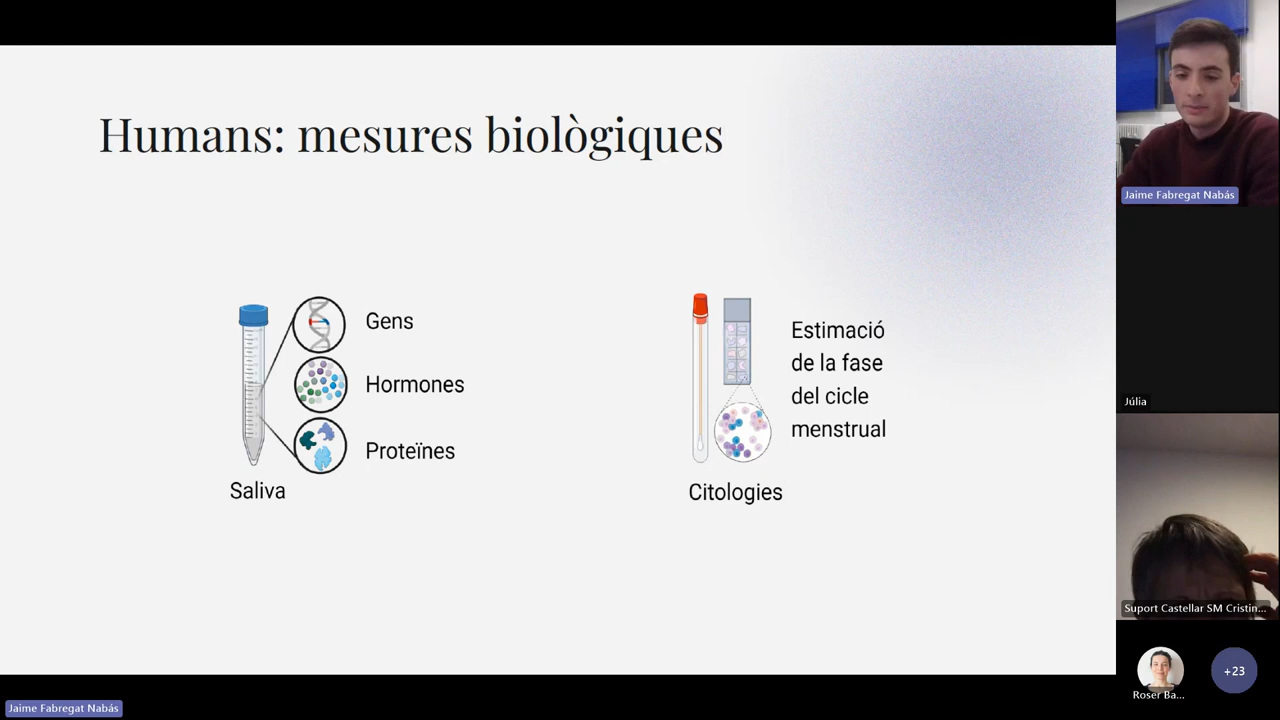 Humans: mesures biològiques
Gens
Hormones
Proteïnes
Saliva
Estimació
de la fase
del cicle
menstrual
Citologies
Jaime Fabregat Nabás
Júlia
Suport Castellar SM Cristin...
Roser Ba...
+23
Jaime Fabregat Nabás